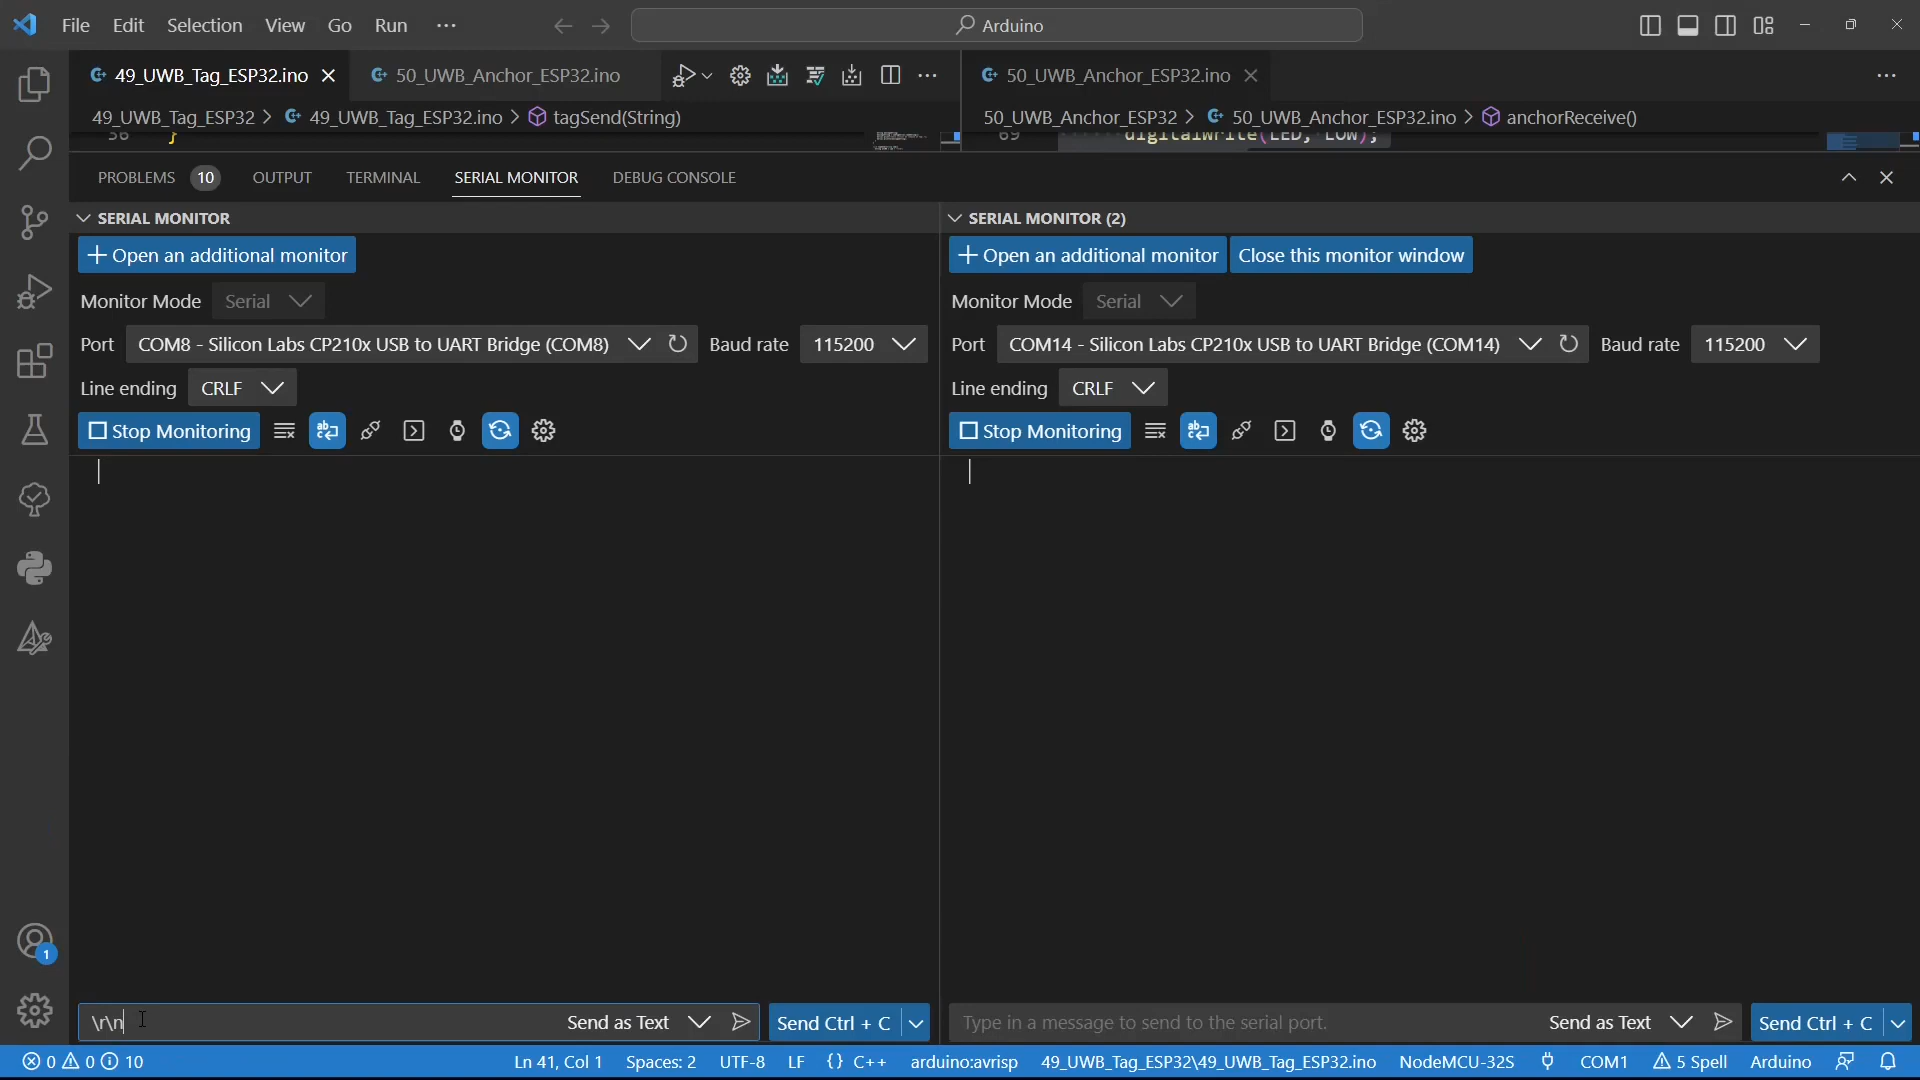 File Edit Selection View Go Run ···
Arduino
49_UWB_Tag_ESP32.ino
50_UWB_Anchor_ESP32.ino
50_UWB_Anchor_ESP32.ino
49_UWB_Tag_ESP32 > 49_UWB_Tag_ESP32.ino > tagSend(String)
50_UWB_Anchor_ESP32 > 50_UWB_Anchor_ESP32.ino > anchorReceive()
56 }
69 digitalWrite(LED, LOW);
PROBLEMS 10 OUTPUT TERMINAL SERIAL MONITOR DEBUG CONSOLE
SERIAL MONITOR
Open an additional monitor
Monitor Mode Serial
Port COM8 - Silicon Labs CP210x USB to UART Bridge (COM8) Baud rate 115200
Line ending CRLF
Stop Monitoring
\r\n
Send as Text
Send Ctrl + C
SERIAL MONITOR (2)
Open an additional monitor Close this monitor window
Monitor Mode Serial
Port COM14 - Silicon Labs CP210x USB to UART Bridge (COM14) Baud rate 115200
Line ending CRLF
Stop Monitoring
Type in a message to send to the serial port.
Send as Text
Send Ctrl + C
1
0 0 10
Ln 41, Col 1 Spaces: 2 UTF-8 LF {} C++ arduino:avrisp 49_UWB_Tag_ESP32\49_UWB_Tag_ESP32.ino NodeMCU-32S COM1 5 Spell Arduino